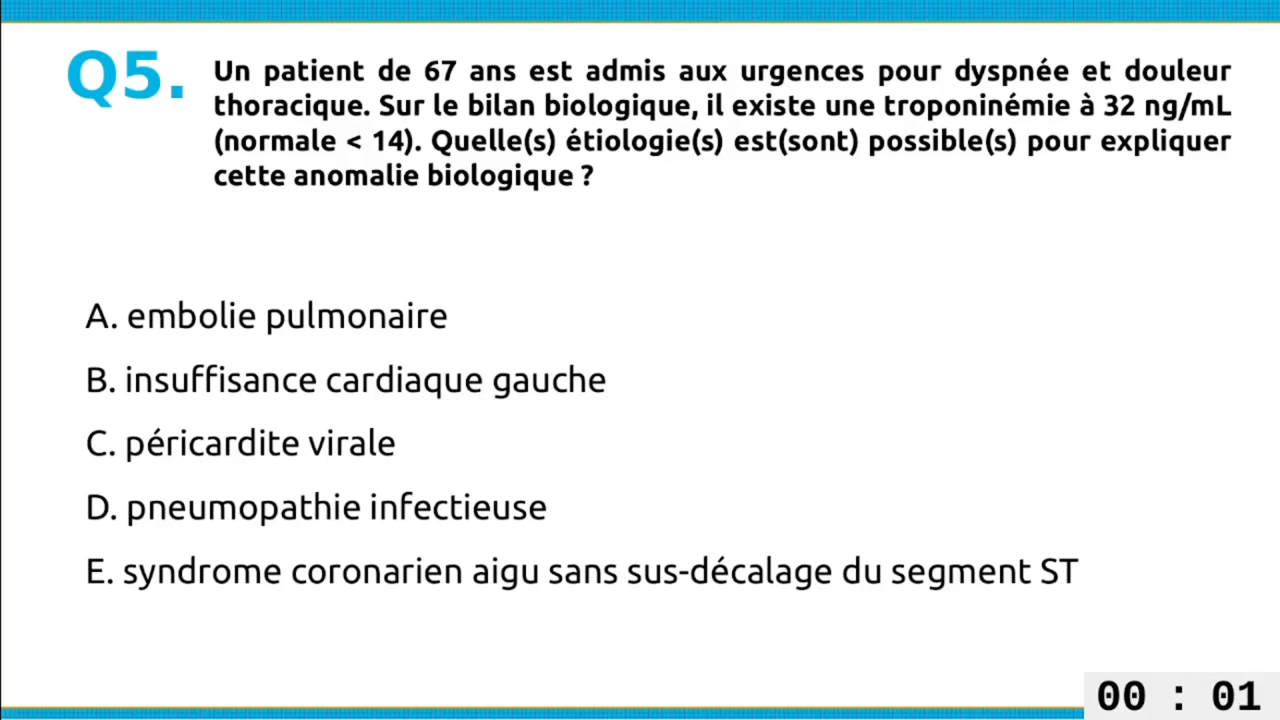 Q5.
Un patient de 67 ans est admis aux urgences pour dyspnée et douleur
thoracique. Sur le bilan biologique, il existe une troponinémie à 32 ng/mL
(normale < 14). Quelle(s) étiologie(s) est(sont) possible(s) pour expliquer
cette anomalie biologique ?
A. embolie pulmonaire
B. insuffisance cardiaque gauche
C. péricardite virale
D. pneumopathie infectieuse
E. syndrome coronarien aigu sans sus-décalage du segment ST
00 : 01